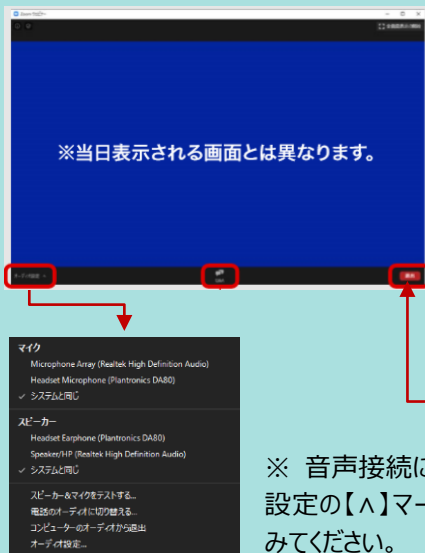 ※当日表示される画面とは異なります。
マイク
Microphone Array (Realtek High Definition Audio)
Headset Microphone (Plantronics DA80)
✓ システムと同じ
スピーカー
Headset Earphone (Plantronics DA80)
Speaker/HP (Realtek High Definition Audio)
✓ システムと同じ
スピーカー&マイクをテストする...
電話のオーディオに切り替える...
コンピューターのオーディオから退出
オーディオ設定...
※ 音声接続に
設定の【∧】マー
みてください。